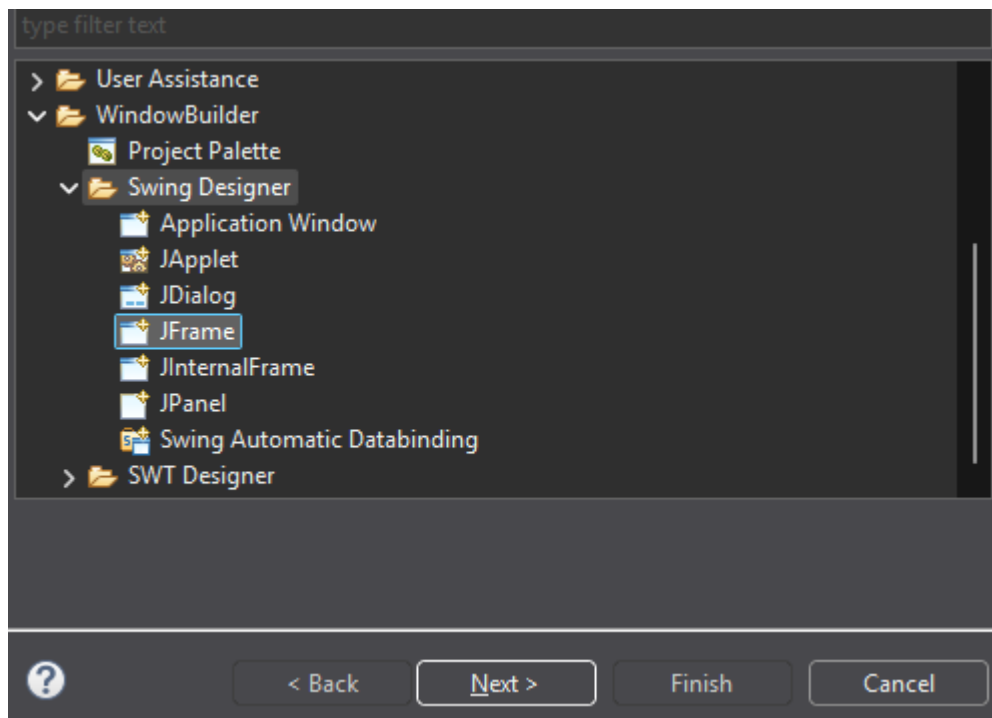 type filter text
User Assistance
WindowBuilder
Project Palette
Swing Designer
Application Window
JApplet
JDialog
JFrame
JInternalFrame
JPanel
Swing Automatic Databinding
SWT Designer
? < Back Next > Finish Cancel